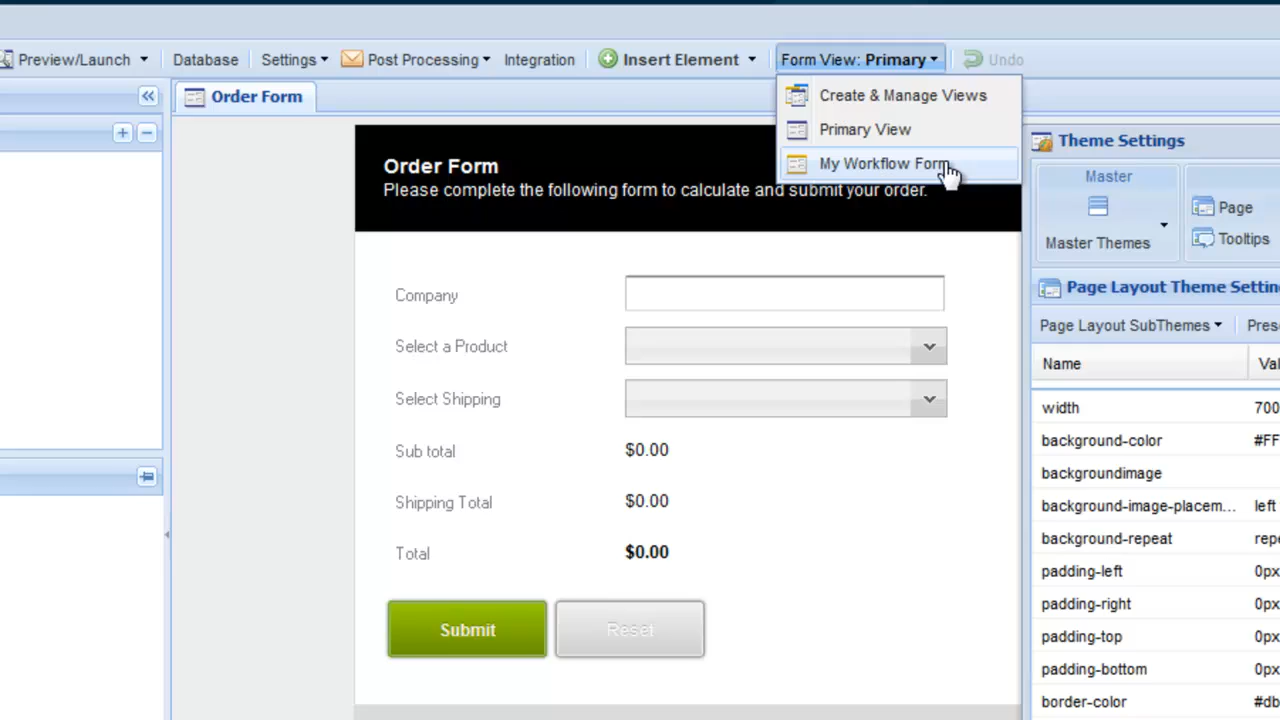 Preview/Launch Database Settings Post Processing Integration Insert Element Form View: Primary Undo
Order Form
Create & Manage Views
Primary View
My Workflow Form
Order Form
Please complete the following form to calculate and submit your order.
Company
Select a Product
Select Shipping
Sub total $0.00
Shipping Total $0.00
Total $0.00
Submit Reset
Theme Settings
Master
Master Themes
Page
Tooltips
Page Layout Theme Settin
Page Layout SubThemes Pres
Name Val
width 700
background-color #FF
backgroundimage
background-image-placem... left
background-repeat repe
padding-left 0px
padding-right 0px
padding-top 0px
padding-bottom 0px
border-color #db